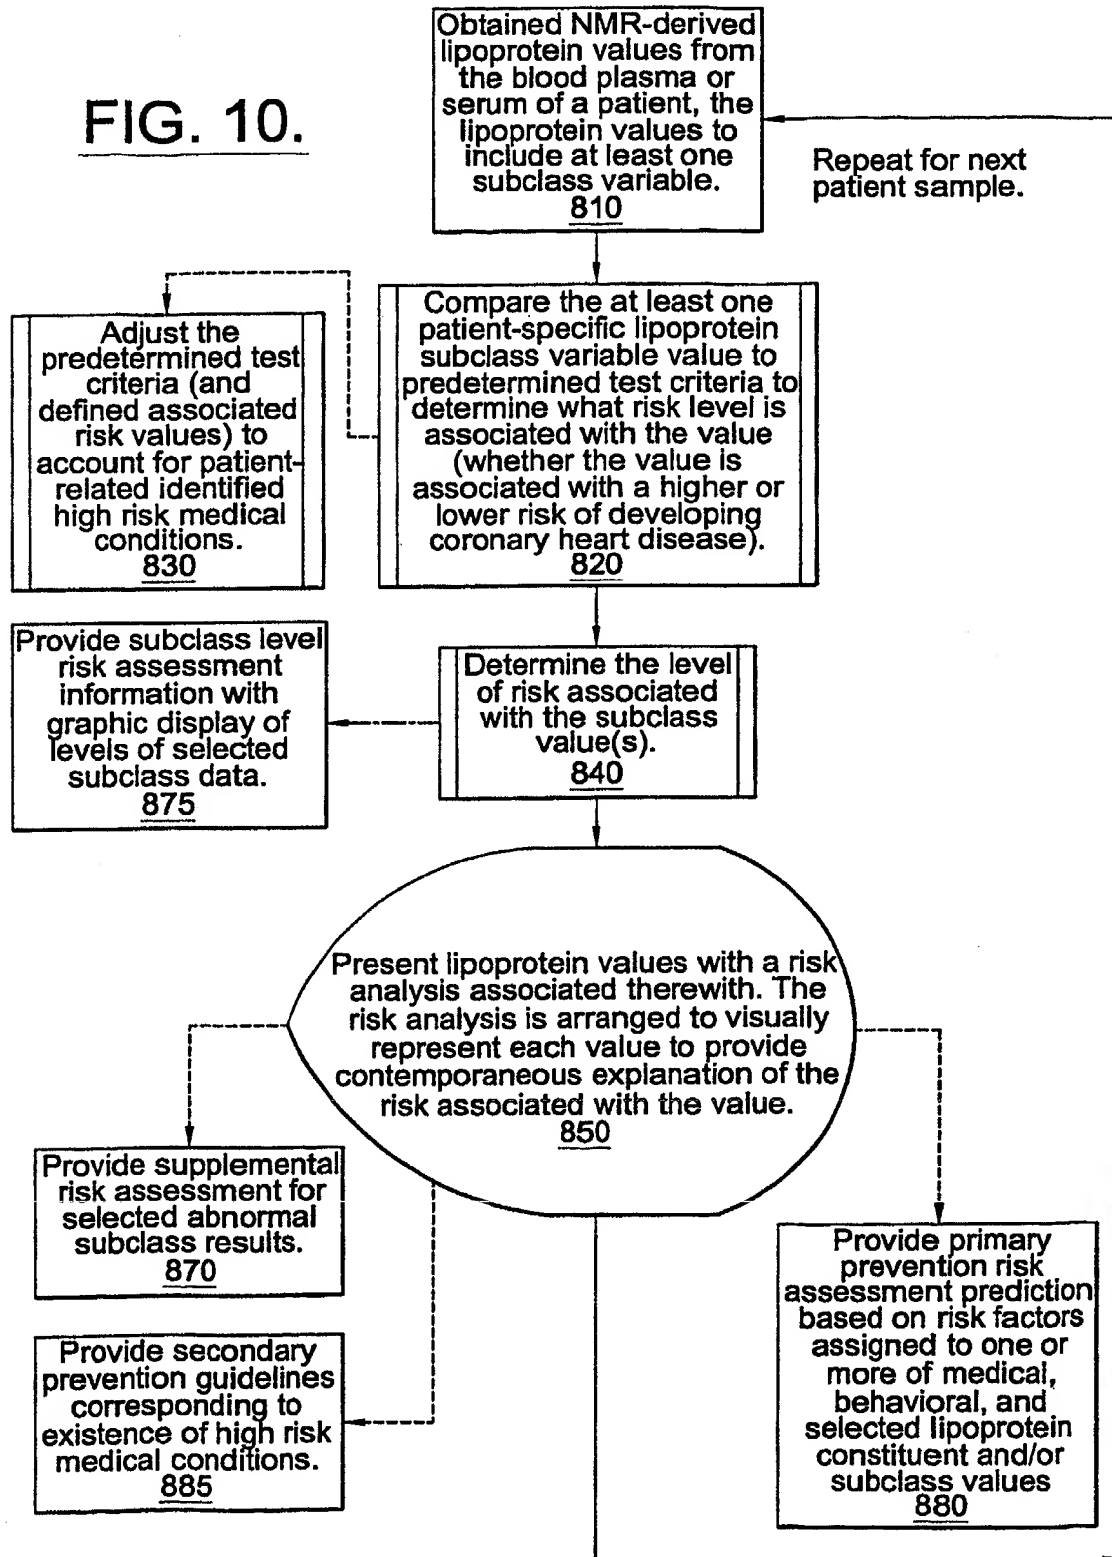 FIG. 10.
Obtained NMR-derived
lipoprotein values from
the blood plasma or
serum of a patient, the
lipoprotein values to
include at least one
subclass variable.
810
Repeat for next
patient sample.
Compare the at least one
patient-specific lipoprotein
subclass variable value to
predetermined test criteria to
determine what risk level is
associated with the value
(whether the value is
associated with a higher or
lower risk of developing
coronary heart disease).
820
Adjust the
predetermined test
criteria (and
defined associated
risk values) to
account for patient-
related identified
high risk medical
conditions.
830
Determine the level
of risk associated
with the subclass
value(s).
840
Provide subclass level
risk assessment
information with
graphic display of
levels of selected
subclass data.
875
Present lipoprotein values with a risk
analysis associated therewith. The
risk analysis is arranged to visually
represent each value to provide
contemporaneous explanation of the
risk associated with the value.
850
Provide supplemental
risk assessment for
selected abnormal
subclass results.
870
Provide secondary
prevention guidelines
corresponding to
existence of high risk
medical conditions.
885
Provide primary
prevention risk
assessment prediction
based on risk factors
assigned to one or
more of medical,
behavioral, and
selected lipoprotein
constituent and/or
subclass values
880